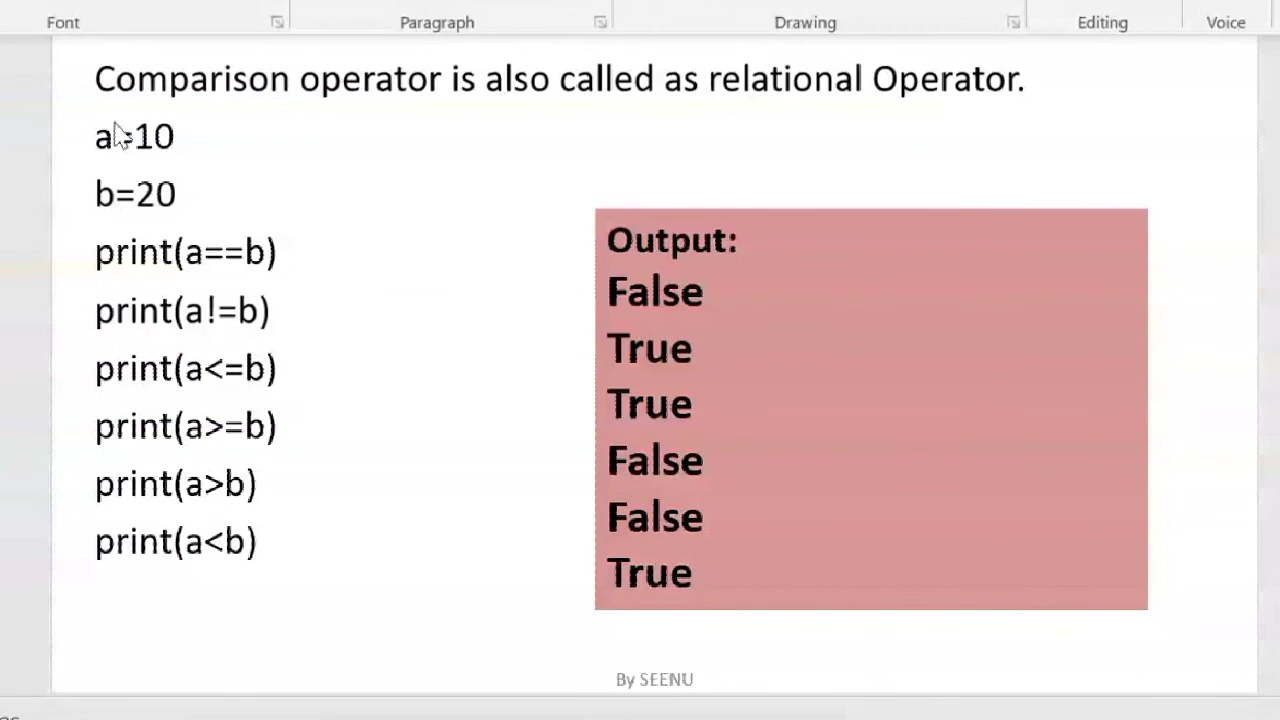 Font Paragraph Drawing Editing Voice
Comparison operator is also called as relational Operator.
a=10
b=20
print(a==b)
print(a!=b)
print(a<=b)
print(a>=b)
print(a>b)
print(a<b)
Output:
False
True
True
False
False
True
By SEENU